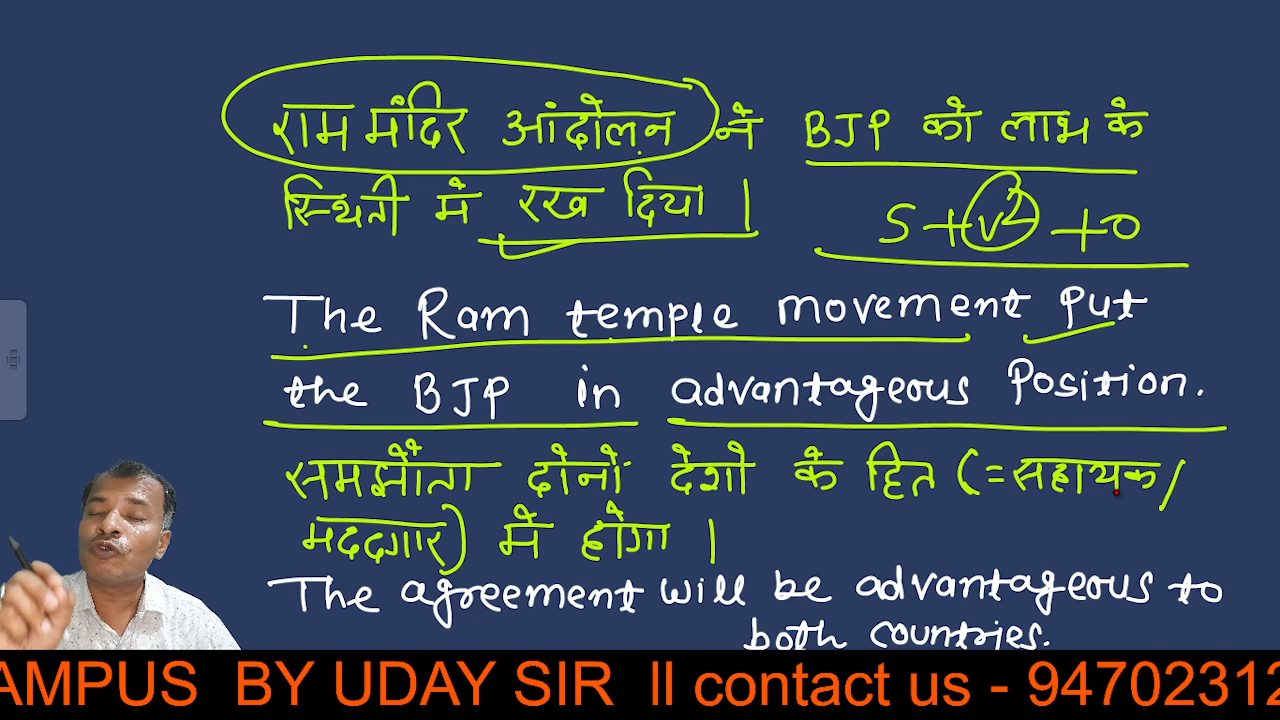 राम मंदिर आंदोलन ने BJP को लाभ के
स्थिती में रख दिया |
S + V² + O
The Ram temple movement put
the BJP in advantageous Position.
समझौता दोनों देशो के हित (= सहायक/
मददगार) में होगा |
The agreement will be advantageous to
both countries.
AMPUS BY UDAY SIR ll contact us - 94702312